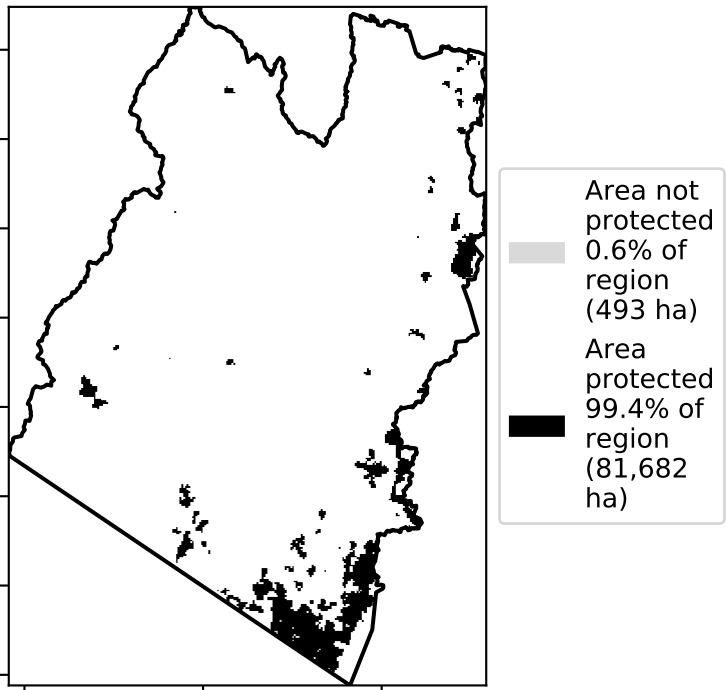 Area not
protected
0.6% of
region
(493 ha)
Area
protected
99.4% of
region
(81,682
ha)